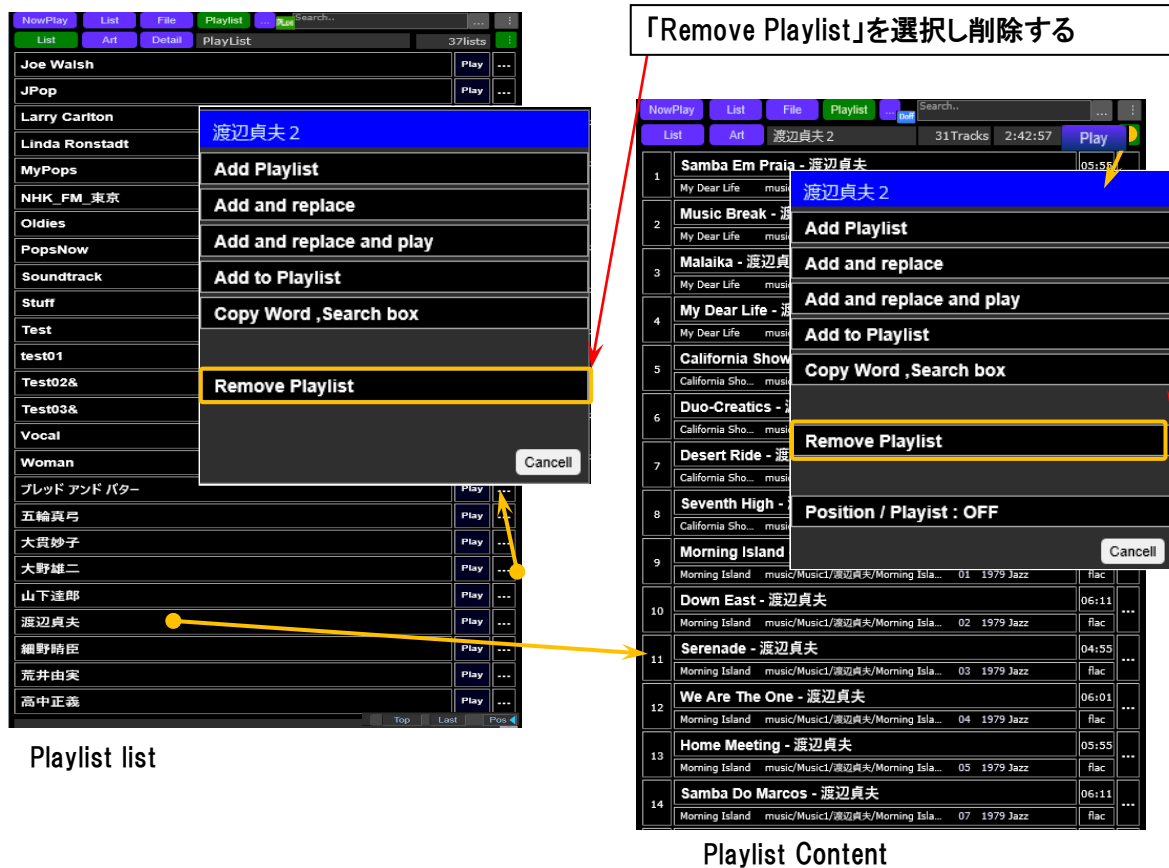 「Remove Playlist」を選択し削除する
NowPlay List File Playlist ... PLoff Search.. ... ⋮
List Art Detail PlayList 37lists ⋮
Joe Walsh Play ...
JPop Play ...
Larry Carlton
Linda Ronstadt
MyPops
NHK_FM_東京
Oldies
PopsNow
Soundtrack
Stuff
Test
test01
Test02&
Test03&
Vocal
Woman
ブレッド アンド バター Play ...
五輪真弓 Play ...
大貫妙子 Play ...
大野雄二 Play ...
山下達郎 Play ...
渡辺貞夫 Play ...
細野晴臣 Play ...
荒井由実 Play ...
高中正義 Play ...
Top Last Pos
渡辺貞夫２
Add Playlist
Add and replace
Add and replace and play
Add to Playlist
Copy Word ,Search box
Remove Playlist
Cancell
Playlist list
NowPlay List File Playlist ... Doff Search.. ... ⋮
List Art 渡辺貞夫２ 31Tracks 2:42:57 Play
1 Samba Em Praia - 渡辺貞夫 05:55
My Dear Life
2 Music Break -
My Dear Life
3 Malaika - 渡辺貞
My Dear Life
4 My Dear Life -
My Dear Life
5 California Show
California Sho...
6 Duo-Creatics -
California Sho...
7 Desert Ride - 渡
California Sho...
8 Seventh High -
California Sho...
9 Morning Island
Morning Island music/Music1/渡辺貞夫/Morning Isla... 01 1979 Jazz flac
10 Down East - 渡辺貞夫 06:11 ...
Morning Island music/Music1/渡辺貞夫/Morning Isla... 02 1979 Jazz flac
11 Serenade - 渡辺貞夫 04:55 ...
Morning Island music/Music1/渡辺貞夫/Morning Isla... 03 1979 Jazz flac
12 We Are The One - 渡辺貞夫 06:01 ...
Morning Island music/Music1/渡辺貞夫/Morning Isla... 04 1979 Jazz flac
13 Home Meeting - 渡辺貞夫 05:55 ...
Morning Island music/Music1/渡辺貞夫/Morning Isla... 05 1979 Jazz flac
14 Samba Do Marcos - 渡辺貞夫 06:11 ...
Morning Island music/Music1/渡辺貞夫/Morning Isla... 07 1979 Jazz flac
渡辺貞夫２
Add Playlist
Add and replace
Add and replace and play
Add to Playlist
Copy Word ,Search box
Remove Playlist
Position / Playist : OFF
Cancell
Playlist Content